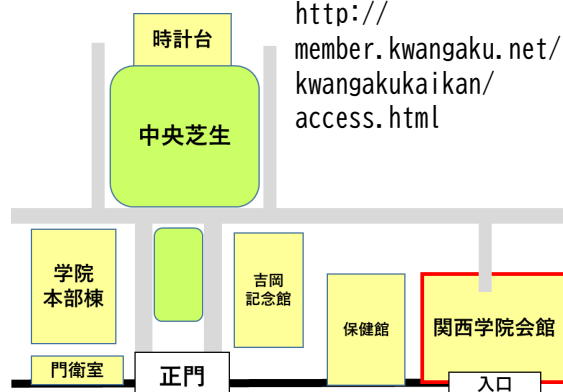 時計台
http://
member.kwangaku.net/
kwangakukaikan/
access.html
中央芝生
学院
本部棟
吉岡
記念館
保健館
関西学院会館
門衛室
正門
入口